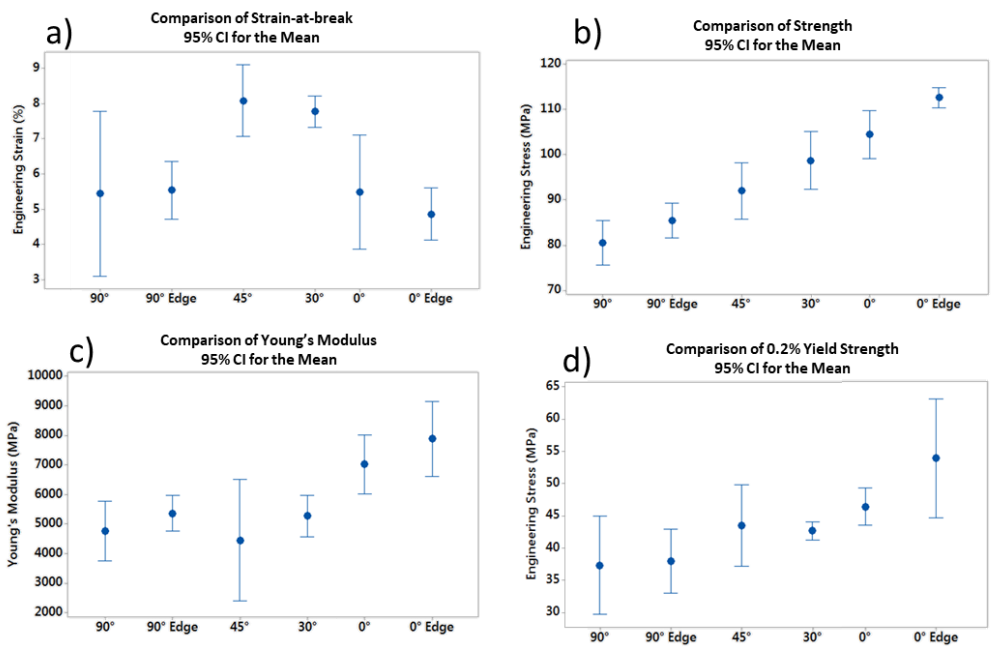 a)
Comparison of Strain-at-break
95% CI for the Mean
Engineering Strain (%)
9
8
7
6
5
4
3
90°
90° Edge
45°
30°
0°
0° Edge
b)
Comparison of Strength
95% CI for the Mean
Engineering Stress (MPa)
120
110
100
90
80
70
90°
90° Edge
45°
30°
0°
0° Edge
c)
Comparison of Young's Modulus
95% CI for the Mean
Young's Modulus (MPa)
10000
9000
8000
7000
6000
5000
4000
3000
2000
90°
90° Edge
45°
30°
0°
0° Edge
d)
Comparison of 0.2% Yield Strength
95% CI for the Mean
Engineering Stress (MPa)
65
60
55
50
45
40
35
30
90°
90° Edge
45°
30°
0°
0° Edge